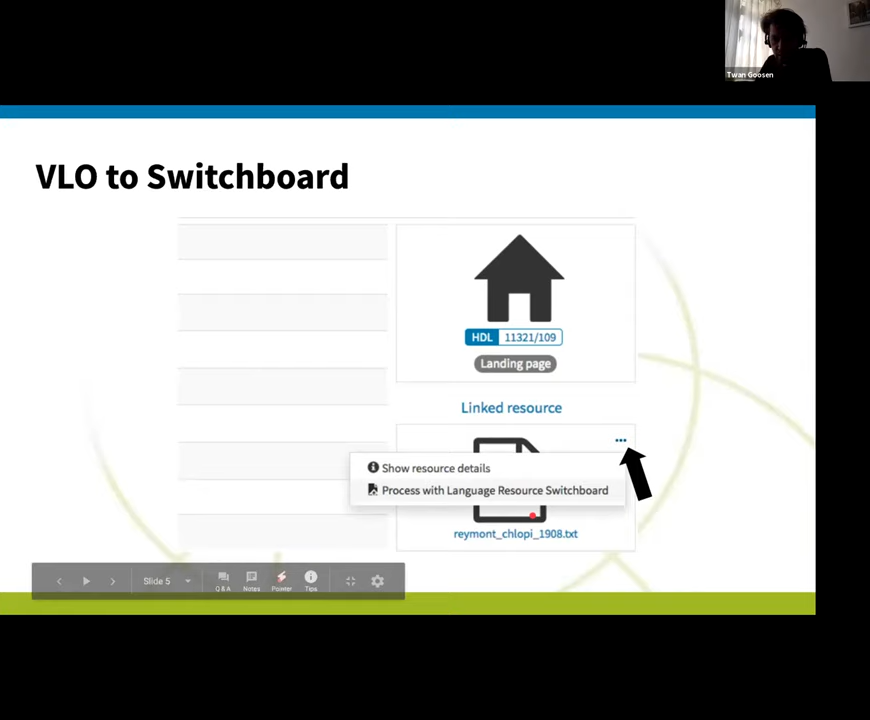 Twan Goosen
VLO to Switchboard
HDL 11321/109
Landing page
Linked resource
Show resource details
Process with Language Resource Switchboard
reymont_chlopi_1908.txt
Slide 5
Q & A Notes Pointer Tips